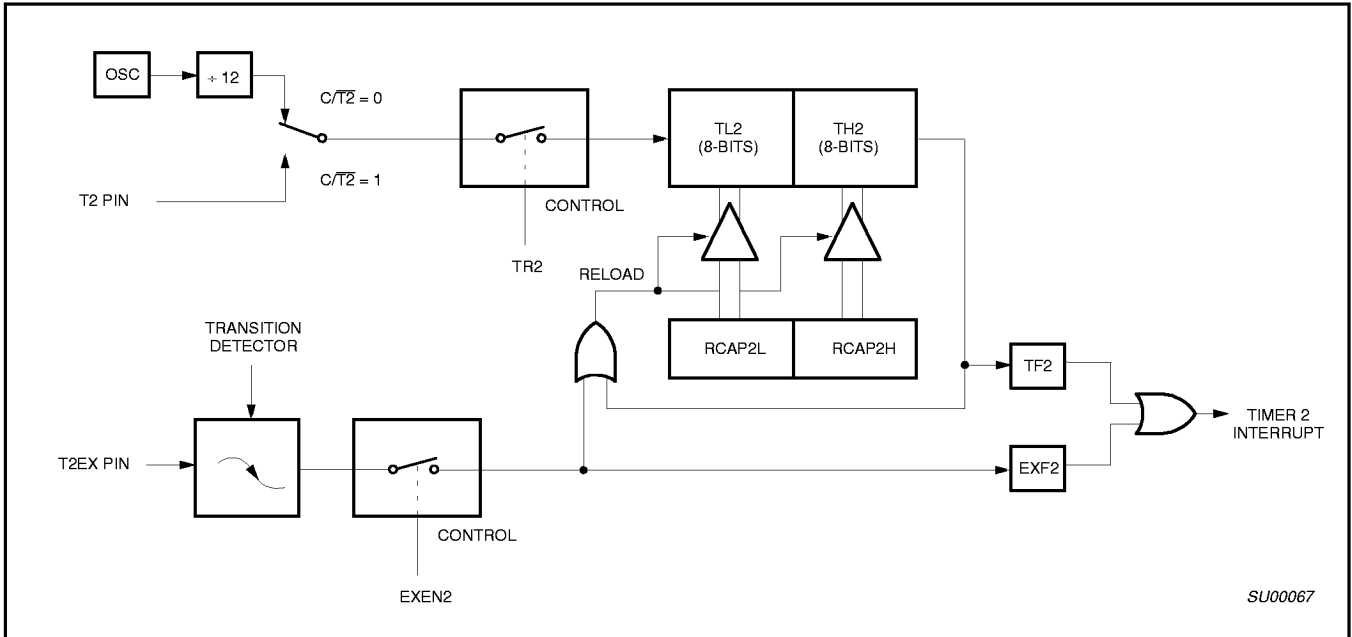 OSC
÷ 12
C/T2̅ = 0
TL2
(8-BITS)
TH2
(8-BITS)
C/T2̅ = 1
T2 PIN
CONTROL
TR2
RELOAD
TRANSITION
DETECTOR
RCAP2L
RCAP2H
TF2
TIMER 2
INTERRUPT
T2EX PIN
EXF2
CONTROL
EXEN2
SU00067